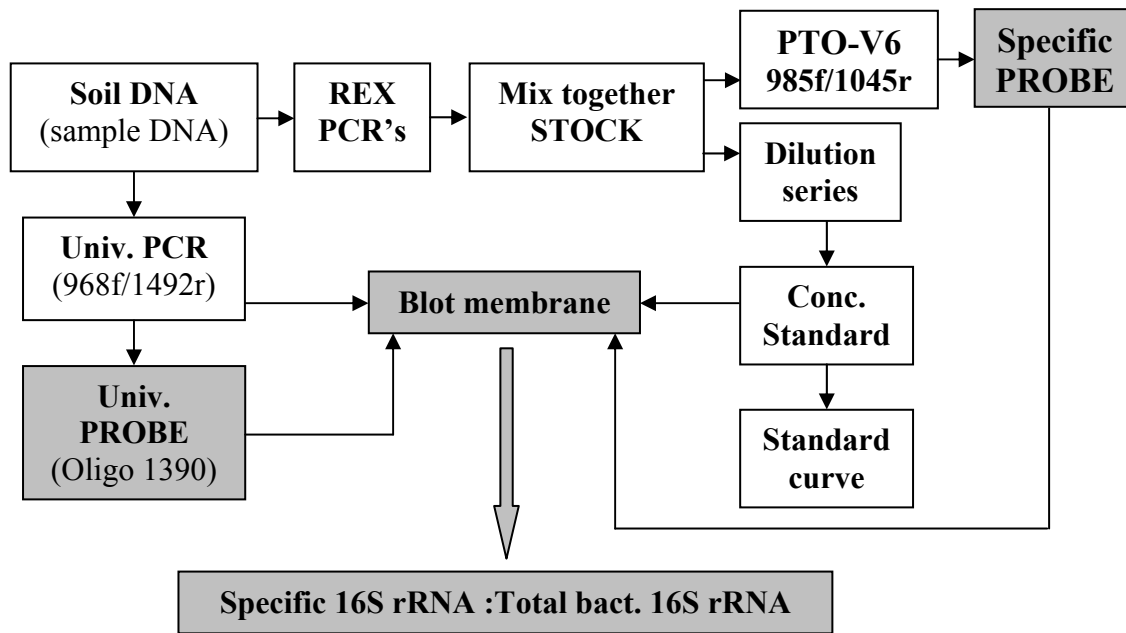 Soil DNA
(sample DNA)
REX
PCR’s
Mix together
STOCK
PTO-V6
985f/1045r
Specific
PROBE
Dilution
series
Univ. PCR
(968f/1492r)
Blot membrane
Conc.
Standard
Univ.
PROBE
(Oligo 1390)
Standard
curve
Specific 16S rRNA :Total bact. 16S rRNA